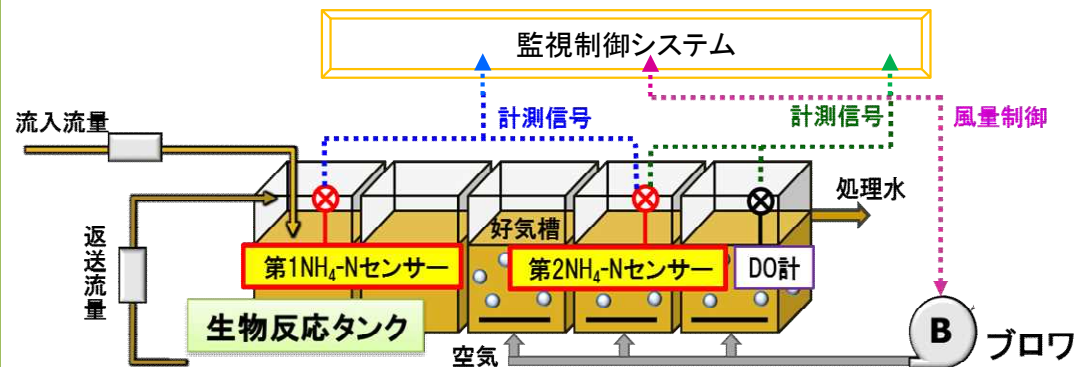 監視制御システム
流入流量
計測信号
計測信号
風量制御
処理水
返送流量
好気槽
第1NH₄-Nセンサー
第2NH₄-Nセンサー
DO計
生物反応タンク
空気
B
ブロワ